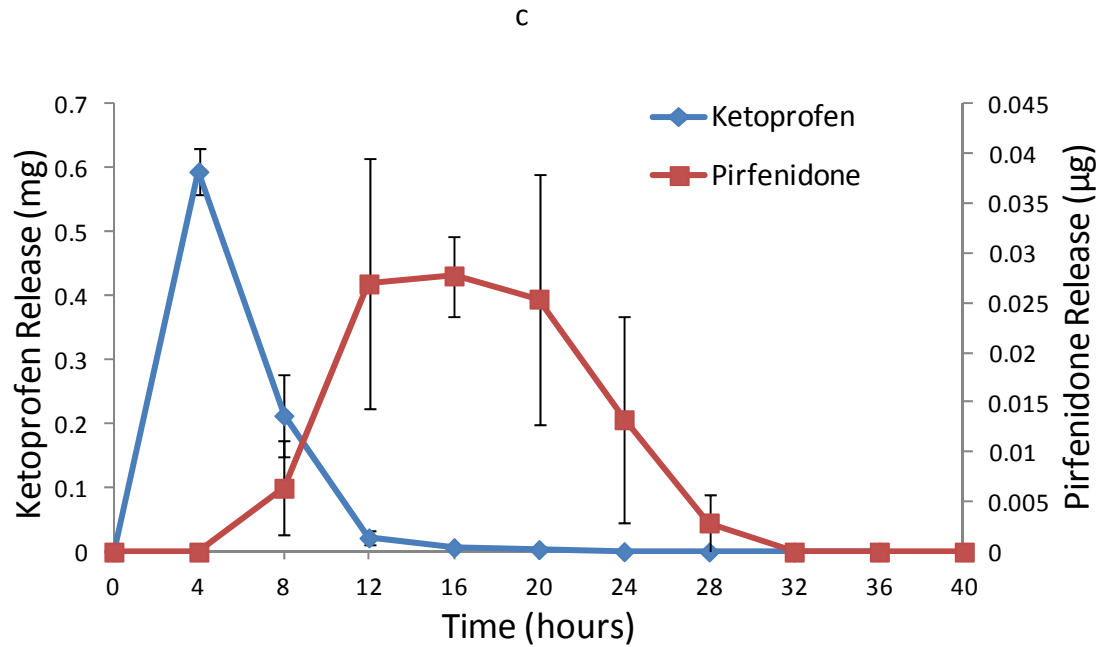 c
Ketoprofen Release (mg)
0.7
0.6
0.5
0.4
0.3
0.2
0.1
0
Ketoprofen
Pirfenidone
0.045
0.04
0.035
0.03
0.025
0.02
0.015
0.01
0.005
0
Pirfenidone Release (µg)
0 4 8 12 16 20 24 28 32 36 40
Time (hours)